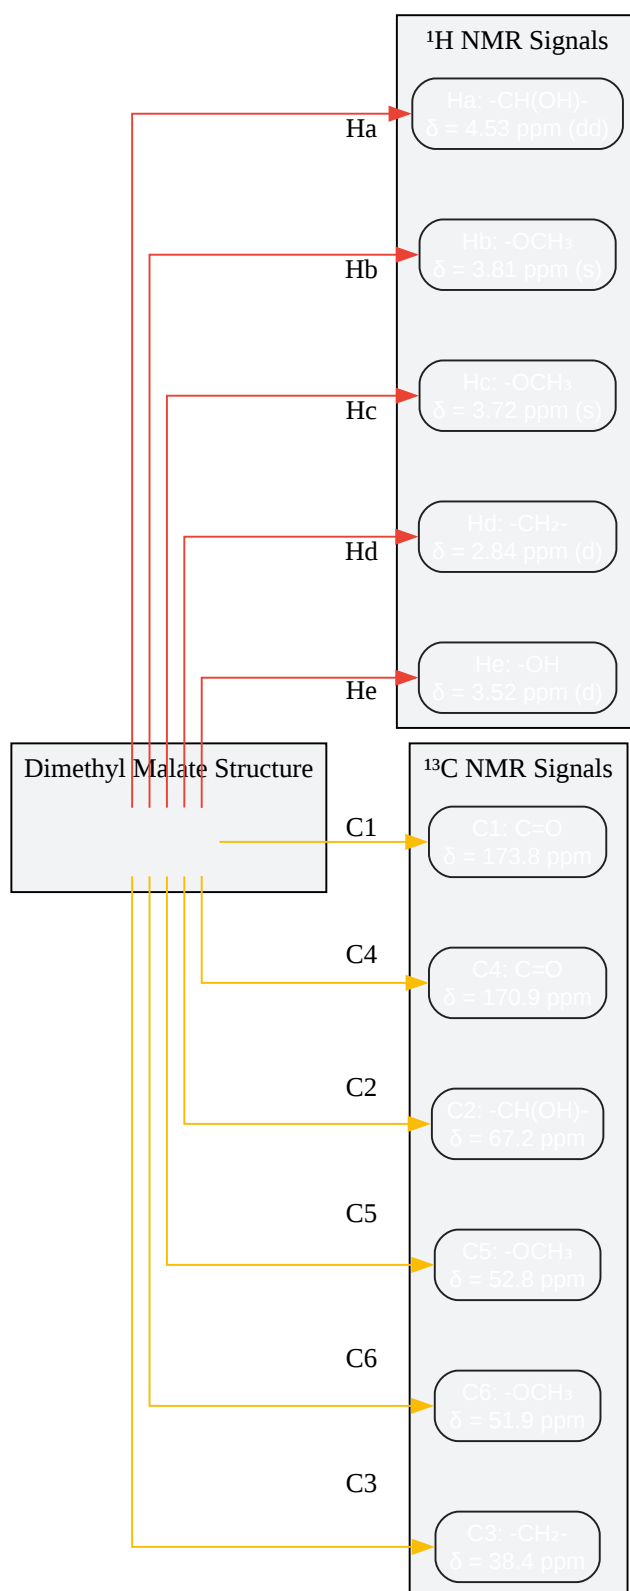 ¹H NMR Signals
Ha: -CH(OH)-
δ = 4.53 ppm (dd)
Ha
Hb: -OCH₃
δ = 3.81 ppm (s)
Hb
Hc: -OCH₃
δ = 3.72 ppm (s)
Hc
Hd: -CH₂-
δ = 2.84 ppm (d)
Hd
He: -OH
δ = 3.52 ppm (d)
He
Dimethyl Malate Structure
¹³C NMR Signals
C1
C1: C=O
δ = 173.8 ppm
C4
C4: C=O
δ = 170.9 ppm
C2
C2: -CH(OH)-
δ = 67.2 ppm
C5
C5: -OCH₃
δ = 52.8 ppm
C6
C6: -OCH₃
δ = 51.9 ppm
C3
C3: -CH₂-
δ = 38.4 ppm